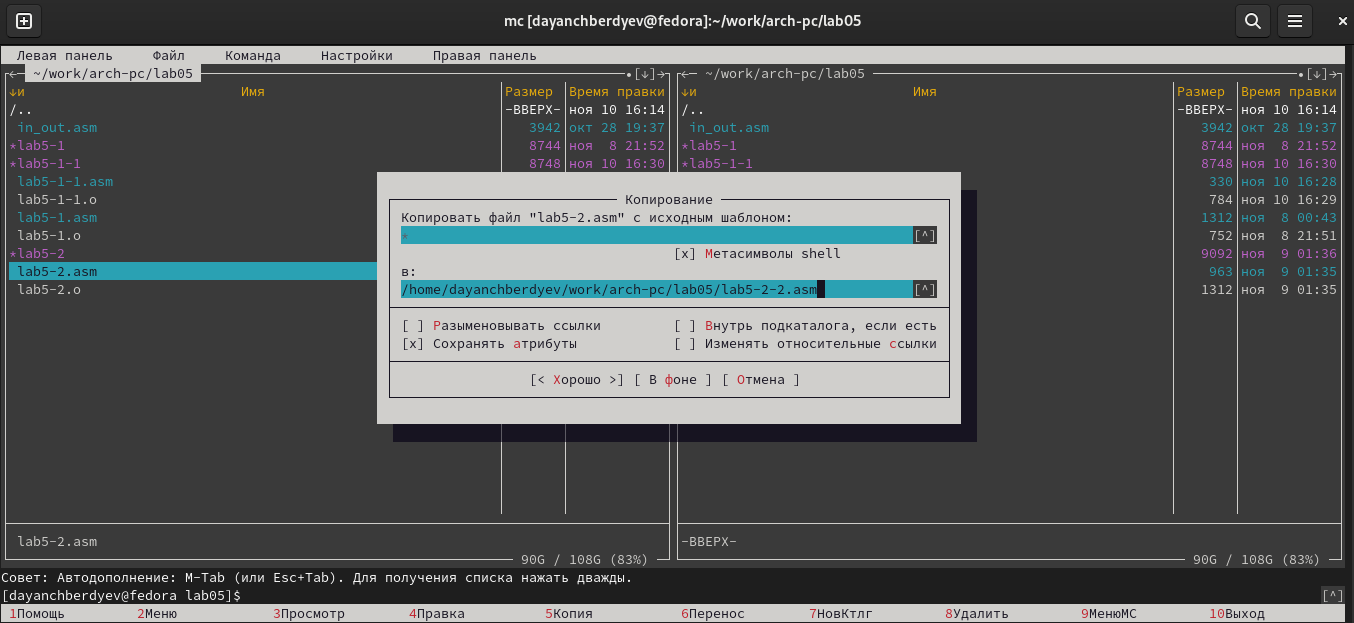 mc [dayanchberdyev@fedora]:~/work/arch-pc/lab05
Левая панель Файл Команда Настройки Правая панель
~/work/arch-pc/lab05 •[↓] ~/work/arch-pc/lab05 •[↓]
↓и Имя Размер Время правки ↓и Имя Размер Время правки
/.. -ВВЕРХ- ноя 10 16:14 /.. -ВВЕРХ- ноя 10 16:14
in_out.asm 3942 окт 28 19:37 in_out.asm 3942 окт 28 19:37
*lab5-1 8744 ноя 8 21:52 *lab5-1 8744 ноя 8 21:52
*lab5-1-1 8748 ноя 10 16:30 *lab5-1-1 8748 ноя 10 16:30
lab5-1-1.asm 330 ноя 10 16:28
lab5-1-1.o 784 ноя 10 16:29
lab5-1.asm 1312 ноя 8 00:43
lab5-1.o 752 ноя 8 21:51
*lab5-2 9092 ноя 9 01:36
lab5-2.asm 963 ноя 9 01:35
lab5-2.o 1312 ноя 9 01:35
Копирование
Копировать файл "lab5-2.asm" с исходным шаблоном:
* [^]
[x] Метасимволы shell
в:
/home/dayanchberdyev/work/arch-pc/lab05/lab5-2-2.asm [^]
[ ] Разыменовывать ссылки [ ] Внутрь подкаталога, если есть
[x] Сохранять атрибуты [ ] Изменять относительные ссылки
[< Хорошо >] [ В фоне ] [ Отмена ]
lab5-2.asm -ВВЕРХ-
90G / 108G (83%) 90G / 108G (83%)
Совет: Автодополнение: M-Tab (или Esc+Tab). Для получения списка нажать дважды.
[dayanchberdyev@fedora lab05]$ [^]
1Помощь 2Меню 3Просмотр 4Правка 5Копия 6Перенос 7НовКтлг 8Удалить 9МенюMC 10Выход